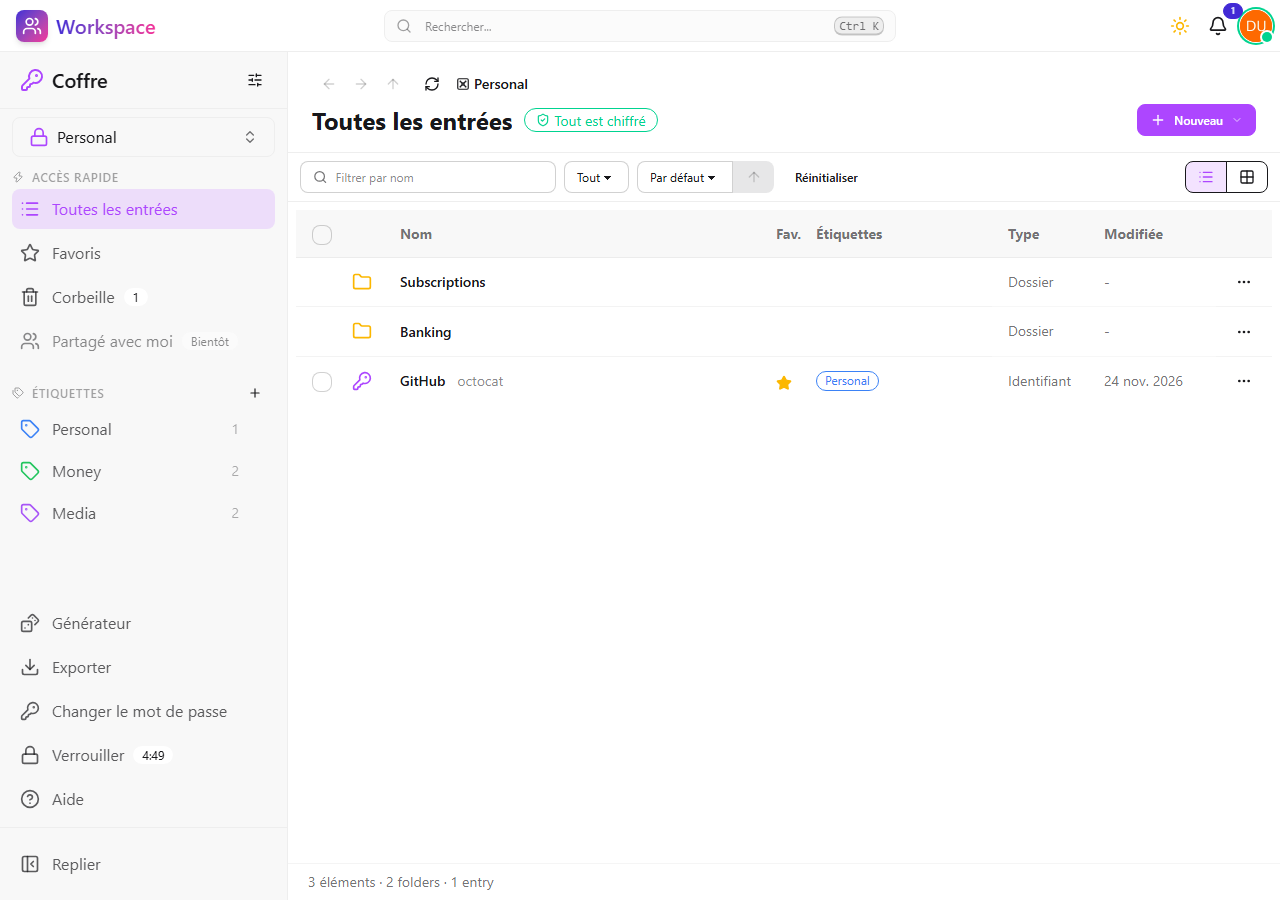 Workspace
Rechercher...
Ctrl K
1
DU
Coffre
Personal
ACCÈS RAPIDE
Toutes les entrées
Favoris
Corbeille 1
Partagé avec moi Bientôt
ÉTIQUETTES
Personal 1
Money 2
Media 2
Générateur
Exporter
Changer le mot de passe
Verrouiller 4:49
Aide
Replier
Personal
Toutes les entrées
Tout est chiffré
Nouveau
Filtrer par nom
Tout
Par défaut
Réinitialiser
Nom Fav. Étiquettes Type Modifiée
Subscriptions Dossier -
Banking Dossier -
GitHub octocat Personal Identifiant 24 nov. 2026
3 éléments · 2 folders · 1 entry